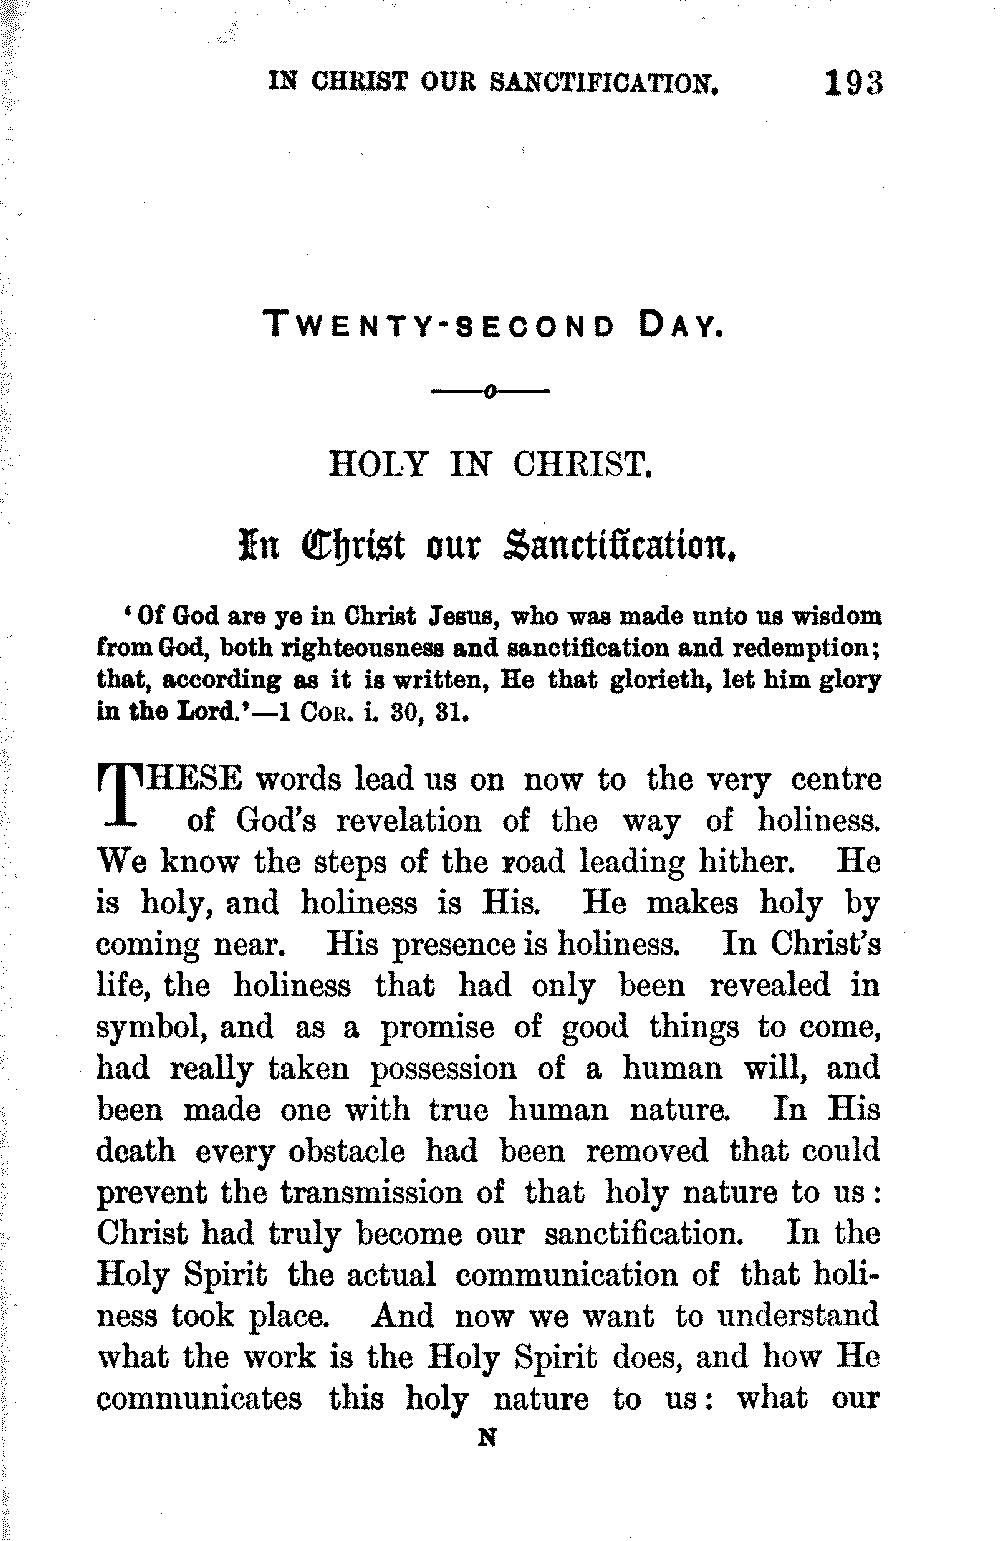 IN CHRIST OUR SANCTIFICATION. 193
TWENTY-SECOND DAY.
HOLY IN CHRIST.
In Christ our Sanctification.
‘Of God are ye in Christ Jesus, who was made unto us wisdom
from God, both righteousness and sanctification and redemption;
that, according as it is written, He that glorieth, let him glory
in the Lord.’—1 COR. i. 30, 31.
THESE words lead us on now to the very centre
of God’s revelation of the way of holiness.
We know the steps of the road leading hither. He
is holy, and holiness is His. He makes holy by
coming near. His presence is holiness. In Christ’s
life, the holiness that had only been revealed in
symbol, and as a promise of good things to come,
had really taken possession of a human will, and
been made one with true human nature. In His
death every obstacle had been removed that could
prevent the transmission of that holy nature to us:
Christ had truly become our sanctification. In the
Holy Spirit the actual communication of that holi-
ness took place. And now we want to understand
what the work is the Holy Spirit does, and how He
communicates this holy nature to us: what our
N